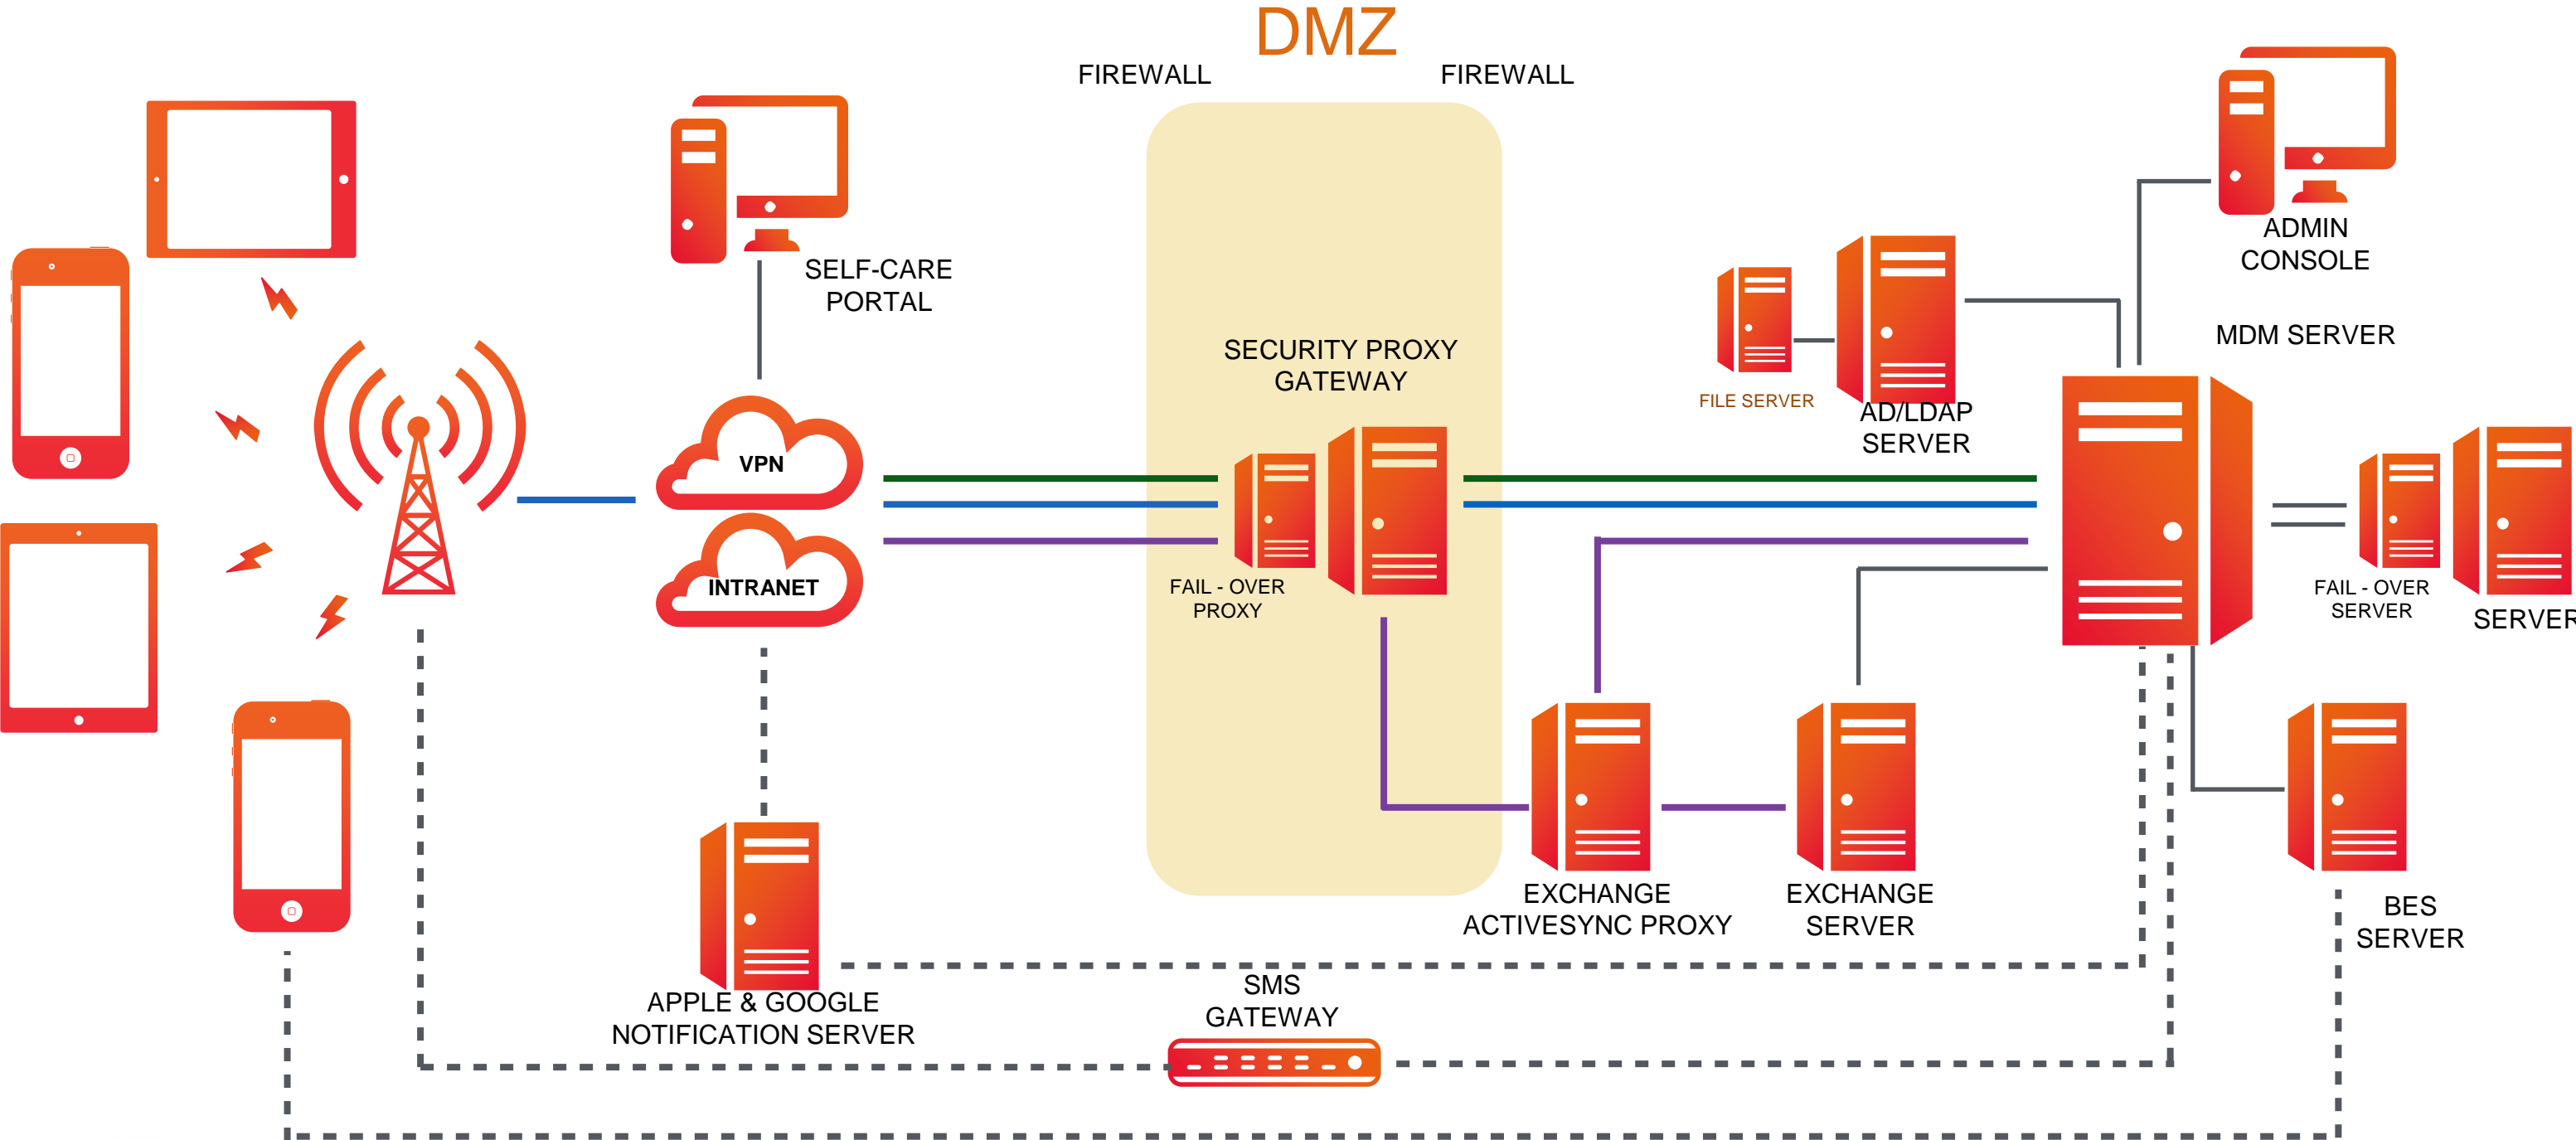 DMZ
FIREWALL
FIREWALL
ADMIN
CONSOLE
SELF-CARE
PORTAL
MDM SERVER
SECURITY PROXY
GATEWAY
FILE SERVER
AD/LDAP
SERVER
VPN
INTRANET
FAIL - OVER
PROXY
FAIL - OVER
SERVER
SERVER
EXCHANGE
ACTIVESYNC PROXY
EXCHANGE
SERVER
BES
SERVER
APPLE & GOOGLE
NOTIFICATION SERVER
SMS
GATEWAY